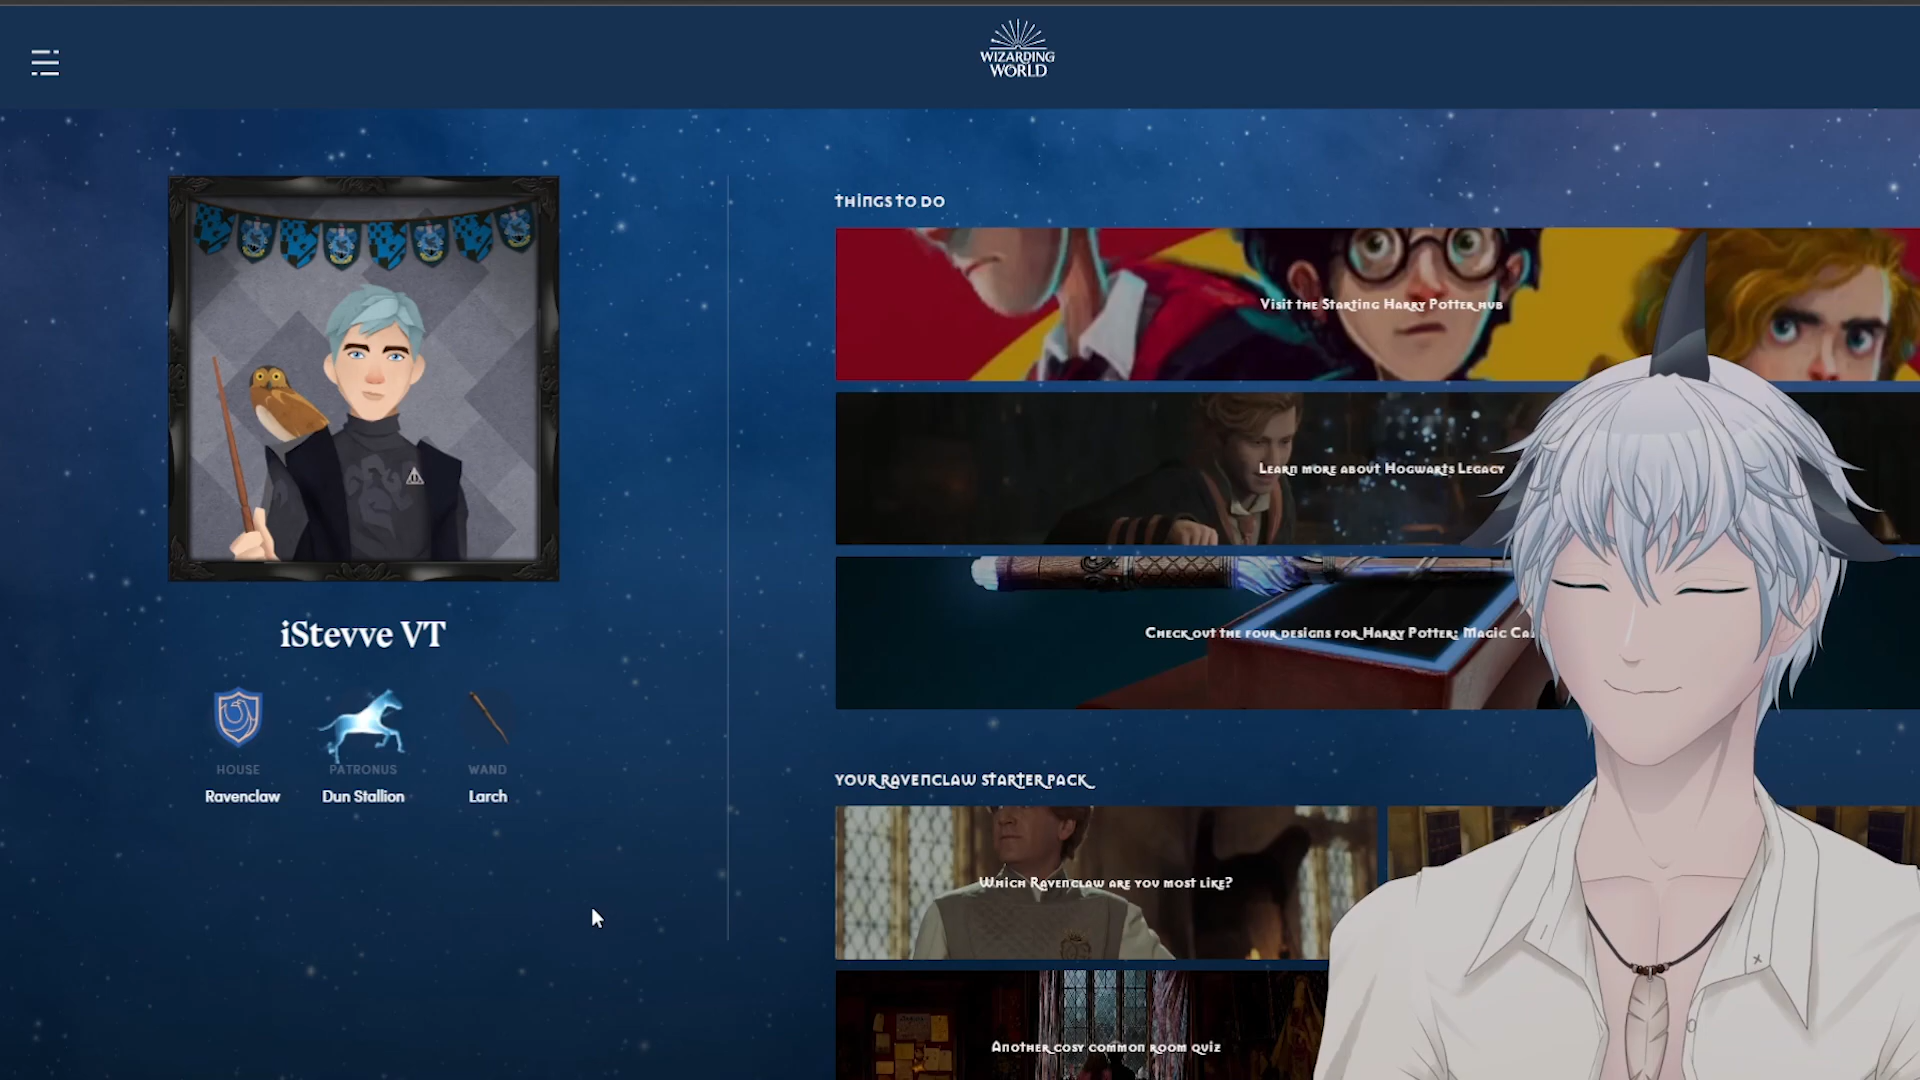 WIZARDING
WORLD
THINGS TO DO
Visit the Starting Harry Potter hub
Learn more about Hogwarts Legacy
Check out the four designs for Harry Potter: Magic Ca
iStevve VT
HOUSE
PATRONUS
WAND
Ravenclaw
Dun Stallion
Larch
YOUR RAVENCLAW STARTER PACK
Which Ravenclaw are you most like?
Another cosy common room quiz